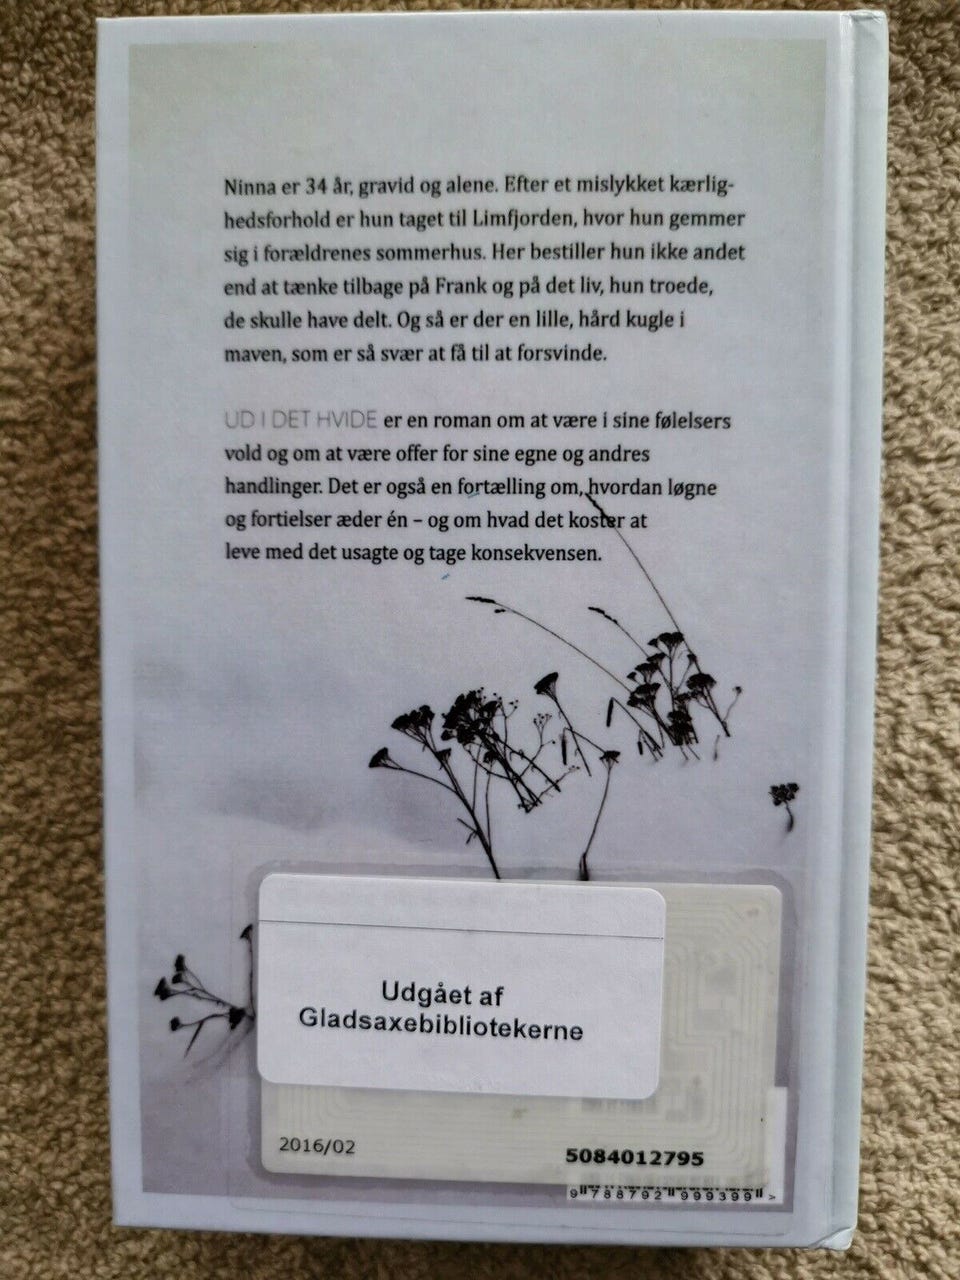 Ninna er 34 år, gravid og alene. Efter et mislykket kærlig-
hedsforhold er hun taget til Limfjorden, hvor hun gemmer
sig i forældrenes sommerhus. Her bestiller hun ikke andet
end at tænke tilbage på Frank og på det liv, hun troede,
de skulle have delt. Og så er der en lille, hård kugle i
maven, som er så svær at få til at forsvinde.
UD I DET HVIDE er en roman om at være i sine følelsers
vold og om at være offer for sine egne og andres
handlinger. Det er også en fortælling om, hvordan løgne
og fortielser æder én – og om hvad det koster at
leve med det usagte og tage konsekvensen.
Udgået af
Gladsaxebibliotekerne
2016/02
5084012795
9 788792 999399 >